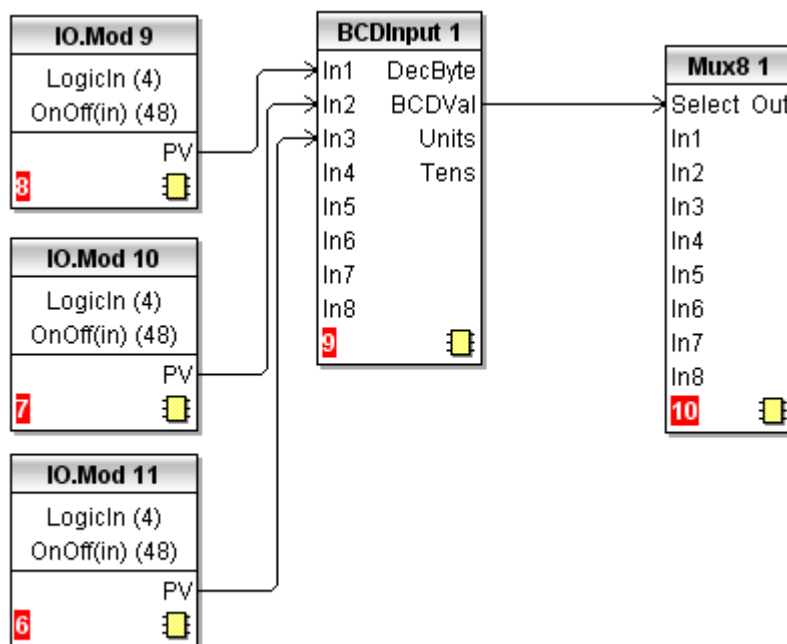 IO.Mod 9
LogicIn (4)
OnOff(in) (48)
PV
8
IO.Mod 10
LogicIn (4)
OnOff(in) (48)
PV
7
IO.Mod 11
LogicIn (4)
OnOff(in) (48)
PV
6
BCDInput 1
In1 DecByte
In2 BCDVal
In3 Units
In4 Tens
In5
In6
In7
In8
9
Mux8 1
Select Out
In1
In2
In3
In4
In5
In6
In7
In8
10